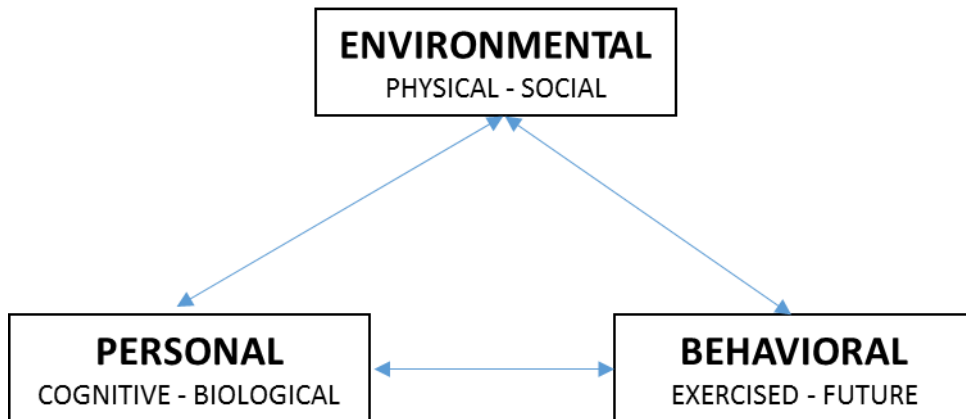 ENVIRONMENTAL
PHYSICAL - SOCIAL
PERSONAL
COGNITIVE - BIOLOGICAL
BEHAVIORAL
EXERCISED - FUTURE